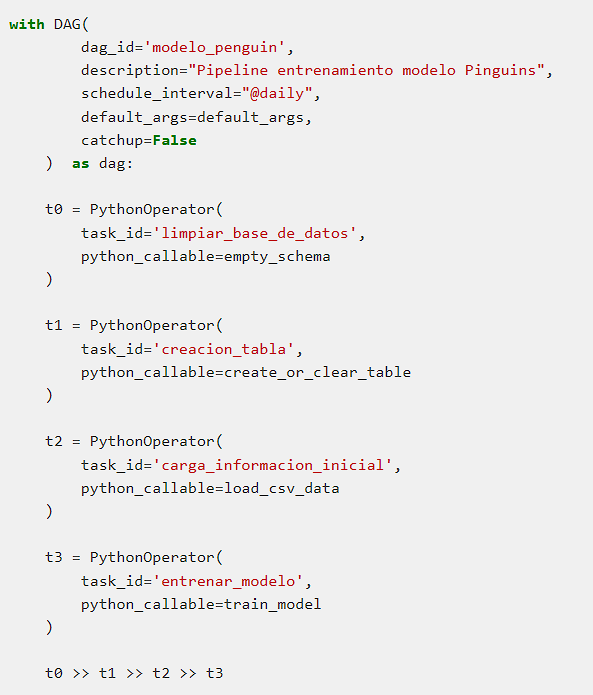 with DAG(
        dag_id='modelo_penguin',
        description="Pipeline entrenamiento modelo Pinguins",
        schedule_interval="@daily",
        default_args=default_args,
        catchup=False
    )  as dag:

    t0 = PythonOperator(
        task_id='limpiar_base_de_datos',
        python_callable=empty_schema
    )

    t1 = PythonOperator(
        task_id='creacion_tabla',
        python_callable=create_or_clear_table
    )

    t2 = PythonOperator(
        task_id='carga_informacion_inicial',
        python_callable=load_csv_data
    )

    t3 = PythonOperator(
        task_id='entrenar_modelo',
        python_callable=train_model
    )

    t0 >> t1 >> t2 >> t3